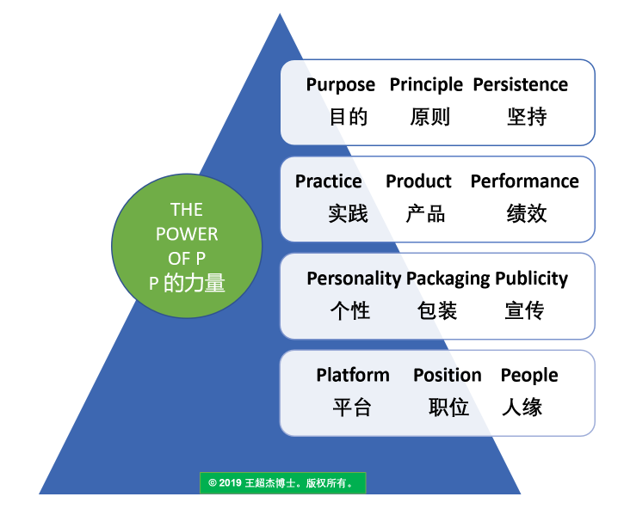 Purpose Principle Persistence
目的 原则 坚持
Practice Product Performance
实践 产品 绩效
THE
POWER
OF P
P 的力量
Personality Packaging Publicity
个性 包装 宣传
Platform Position People
平台 职位 人缘
© 2019 王超杰博士。版权所有。